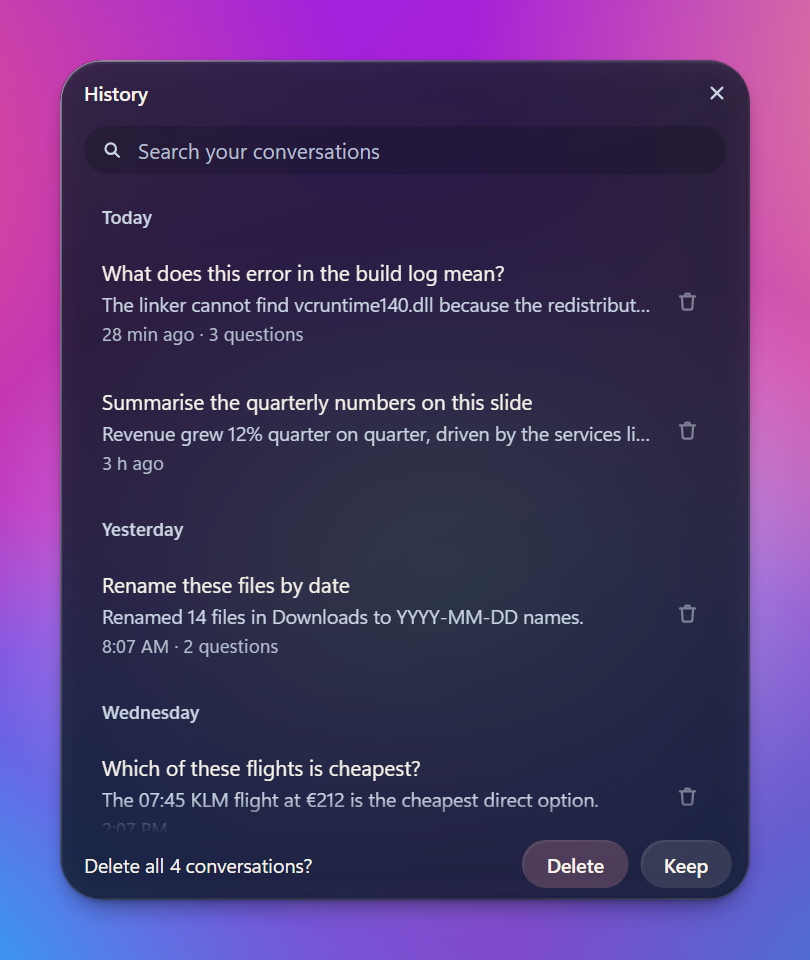 History
Search your conversations
Today
What does this error in the build log mean?
The linker cannot find vcruntime140.dll because the redistribut...
28 min ago · 3 questions
Summarise the quarterly numbers on this slide
Revenue grew 12% quarter on quarter, driven by the services li...
3 h ago
Yesterday
Rename these files by date
Renamed 14 files in Downloads to YYYY-MM-DD names.
8:07 AM · 2 questions
Wednesday
Which of these flights is cheapest?
The 07:45 KLM flight at €212 is the cheapest direct option.
2:07 PM
Delete all 4 conversations?
Delete
Keep